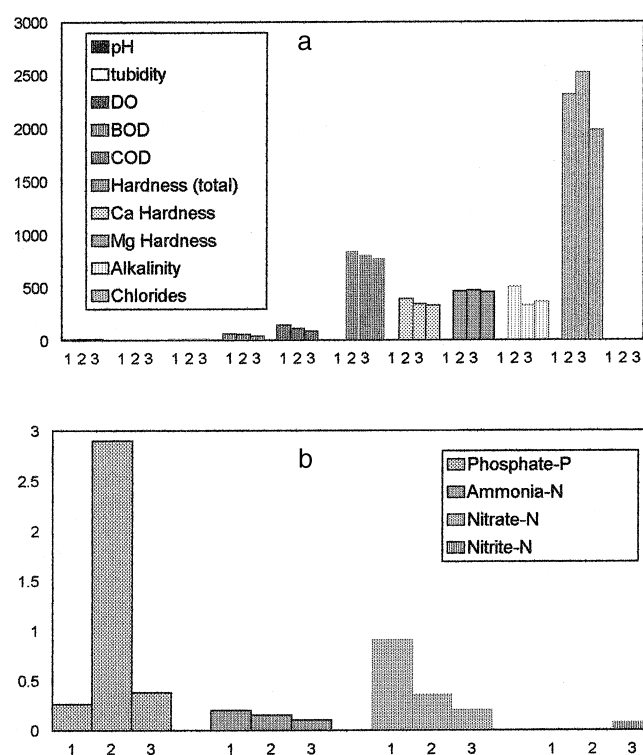 3000
a
pH
tubidity
2500
DO
BOD
2000
COD
Hardness (total)
1500
Ca Hardness
Mg Hardness
1000
Alkalinity
Chlorides
500
0
1 2 3 1 2 3 1 2 3 1 2 3 1 2 3 1 2 3 1 2 3 1 2 3 1 2 3 1 2 3 1 2 3
3
b
Phosphate-P
2.5
Ammonia-N
2
Nitrate-N
Nitrite-N
1.5
1
0.5
0
1 2 3 1 2 3 1 2 3 1 2 3